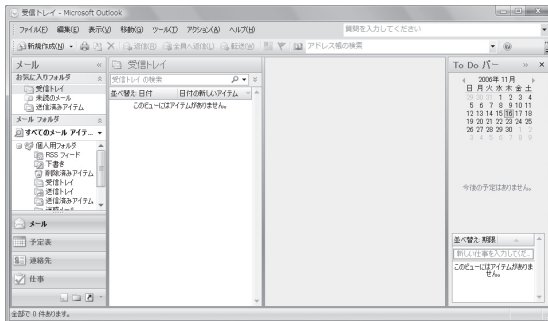 受信トレイ - Microsoft Outlook
ファイル(F) 編集(E) 表示(V) 移動(G) ツール(T) アクション(A) ヘルプ(H)
質問を入力してください
新規作成(N) 返信(R) 全員へ返信(L) 転送(W) アドレス帳の検索
メール
お気に入りフォルダ
受信トレイ
未読のメール
送信済みアイテム
メール フォルダ
すべてのメール アイテ...
個人用フォルダ
RSS フィード
下書き
削除済みアイテム
受信トレイ
送信トレイ
送信済みアイテム
迷惑メール
メール
予定表
連絡先
仕事
全部で 0 件あります。
受信トレイ
受信トレイ の検索
並べ替え: 日付 日付の新しいアイテム
このビューにはアイテムがありません。
To Do バー
2006年 11月
日 月 火 水 木 金 土
29 30 31 1 2 3 4
5 6 7 8 9 10 11
12 13 14 15 16 17 18
19 20 21 22 23 24 25
26 27 28 29 30 1 2
3 4 5 6 7 8 9
今後の予定はありません。
並べ替え: 期限
新しい仕事を入力してくだ...
このビューにはアイテムがありま
せん。